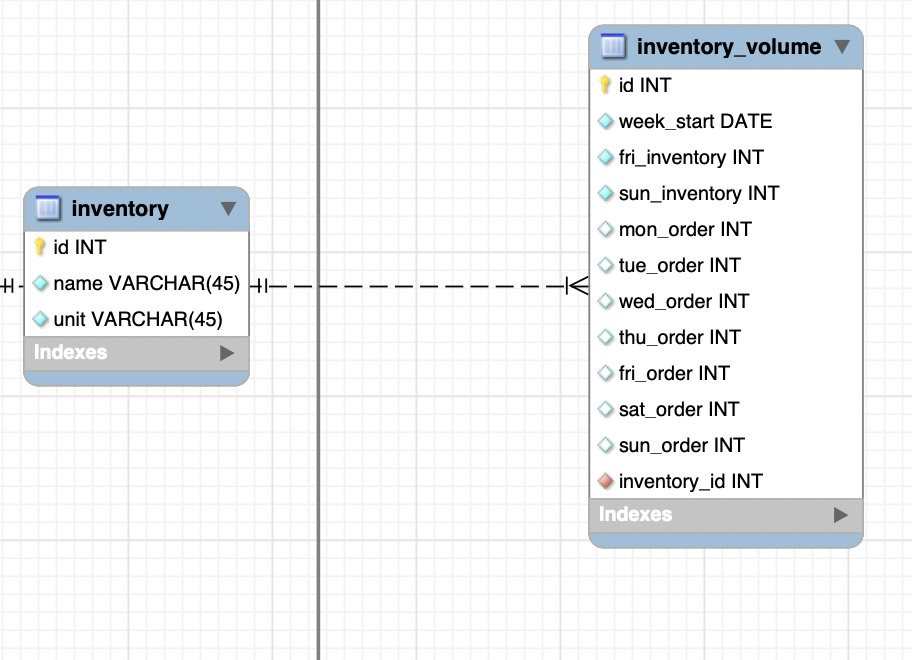 inventory
id INT
name VARCHAR(45)
unit VARCHAR(45)
Indexes
inventory_volume
id INT
week_start DATE
fri_inventory INT
sun_inventory INT
mon_order INT
tue_order INT
wed_order INT
thu_order INT
fri_order INT
sat_order INT
sun_order INT
inventory_id INT
Indexes